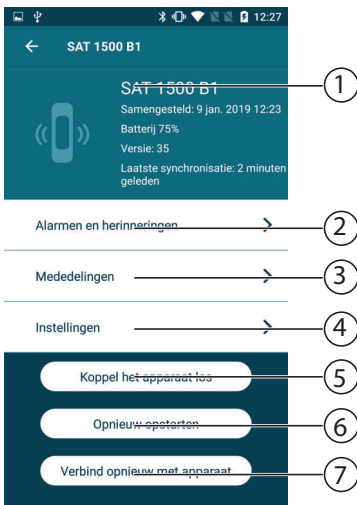 12:27
SAT 1500 B1
SAT 1500 B1
1
Samengesteld: 9 jan. 2019 12:23
Batterij 75%
Versie: 35
Laatste synchronisatie: 2 minuten
geleden
Alarmen en herinneringen
2
Mededelingen
3
Instellingen
4
Koppel het apparaat los
5
Opnieuw opstarten
6
Verbind opnieuw met apparaat
7